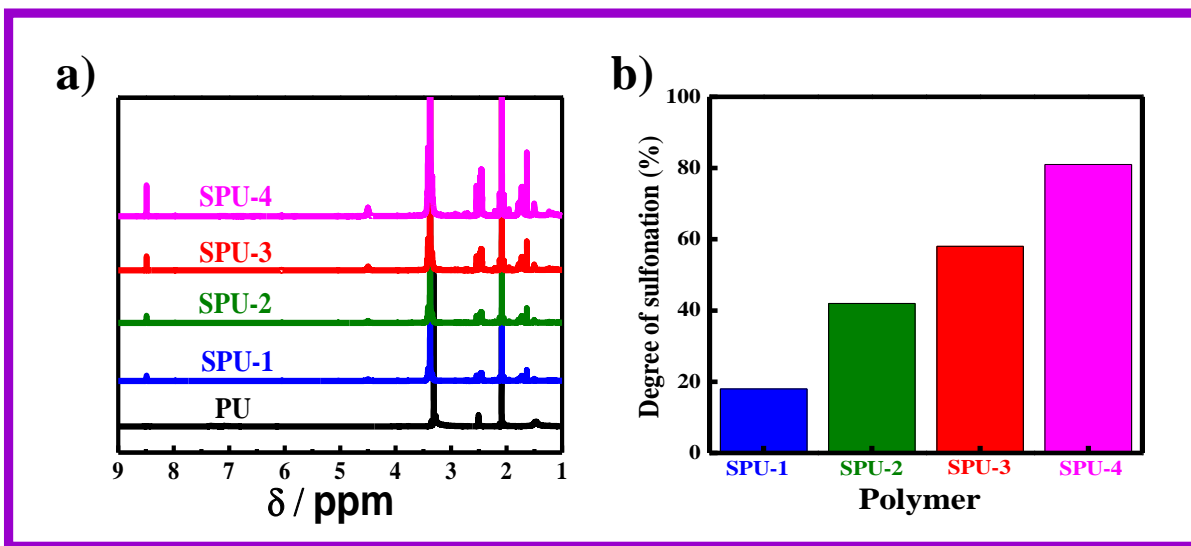 a)
SPU-4
SPU-3
SPU-2
SPU-1
PU
9 8 7 6 5 4 3 2 1
δ / ppm
b)
Degree of sulfonation (%)
100
80
60
40
20
0
SPU-1 SPU-2 SPU-3 SPU-4
Polymer